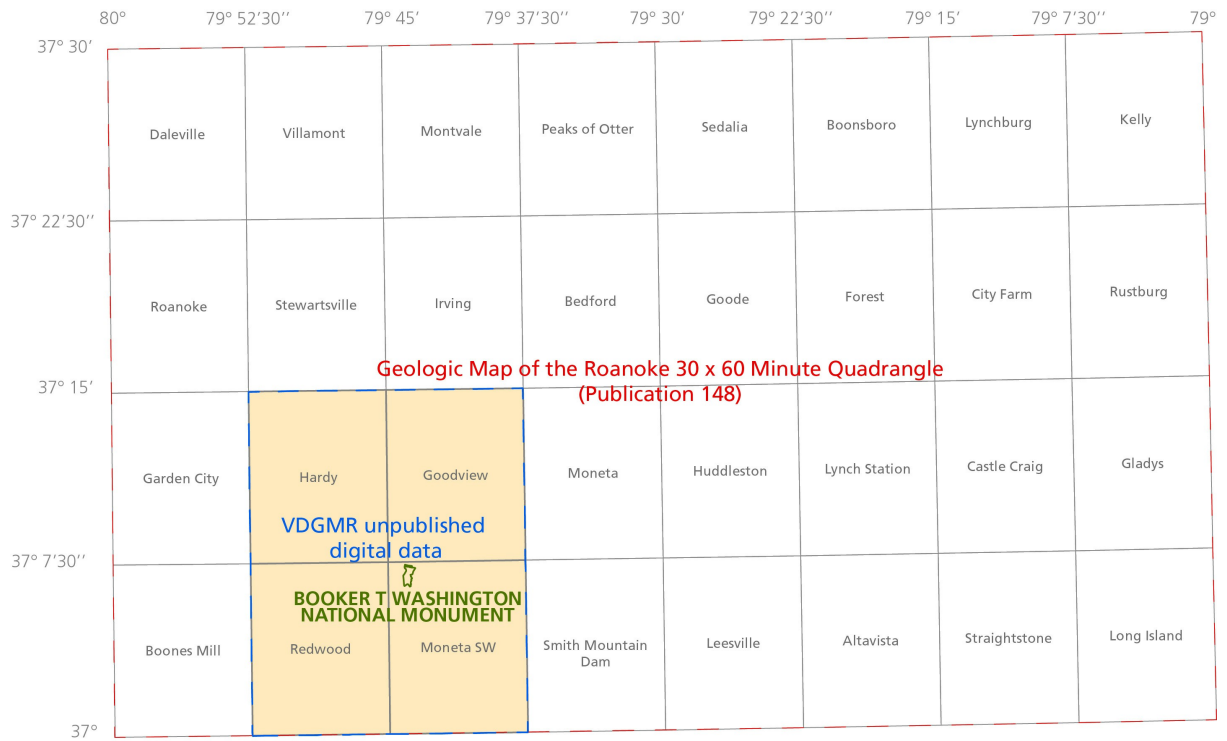 80° 79° 52’30’’ 79° 45’ 79° 37’30’’ 79° 30’ 79° 22’30’’ 79° 15’ 79° 7’30’’ 79°
37° 30’
Daleville Villamont Montvale Peaks of Otter Sedalia Boonsboro Lynchburg Kelly
37° 22’30’’
Roanoke Stewartsville Irving Bedford Goode Forest City Farm Rustburg
Geologic Map of the Roanoke 30 x 60 Minute Quadrangle
37° 15’
(Publication 148)
Garden City Hardy Goodview Moneta Huddleston Lynch Station Castle Craig Gladys
VDGMR unpublished
digital data
37° 7’30’’
BOOKER T WASHINGTON
NATIONAL MONUMENT
Boones Mill Redwood Moneta SW Smith Mountain Leesville Altavista Straightstone Long Island
Dam
37°